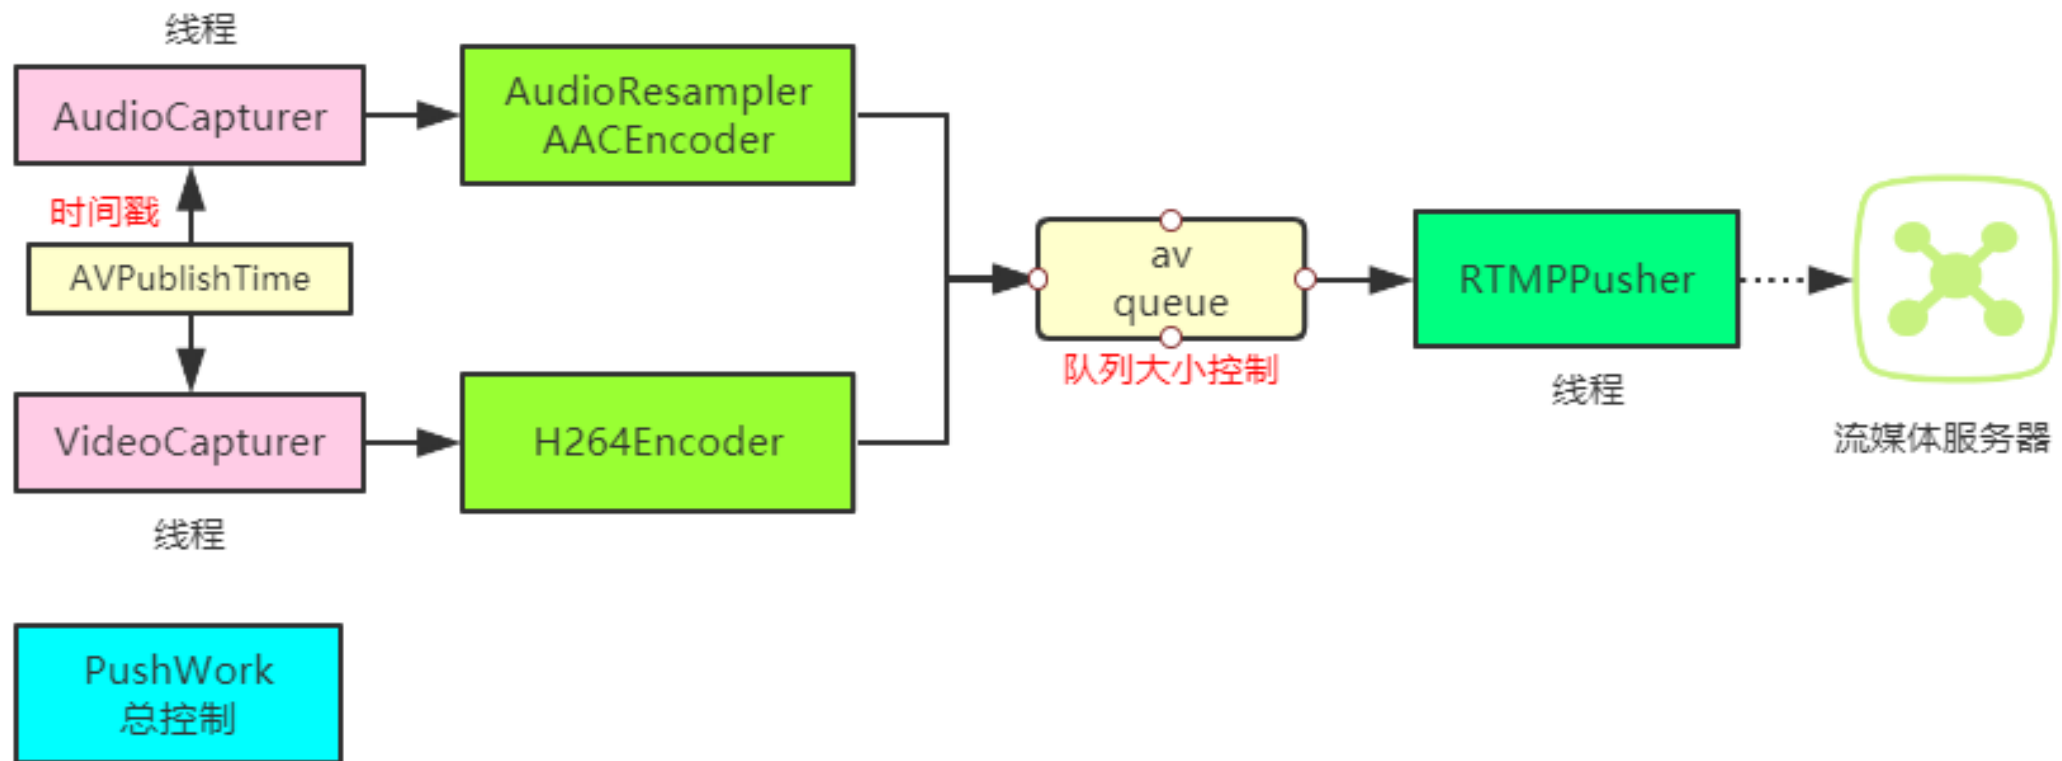 线程
AudioCapturer
AudioResampler
AACEncoder
时间戳
AVPublishTime
av
queue
队列大小控制
RTMPPusher
线程
流媒体服务器
VideoCapturer
H264Encoder
线程
PushWork
总控制